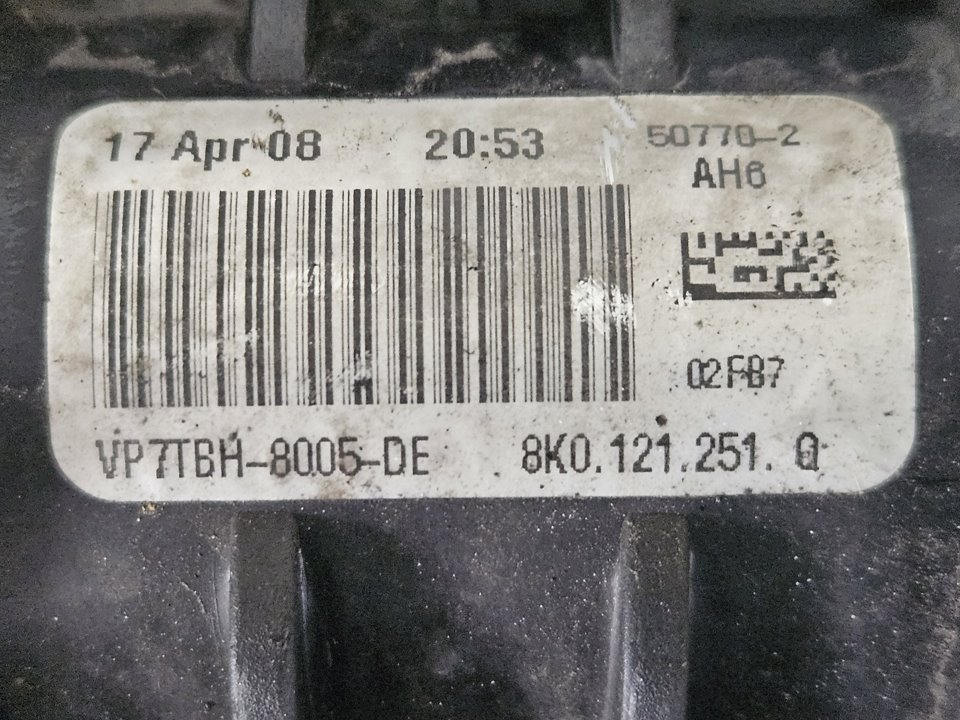 17 Apr 08 20:53 50770-2
AH6
02FB7
VP7TBH-8005-DE 8K0.121.251. Q